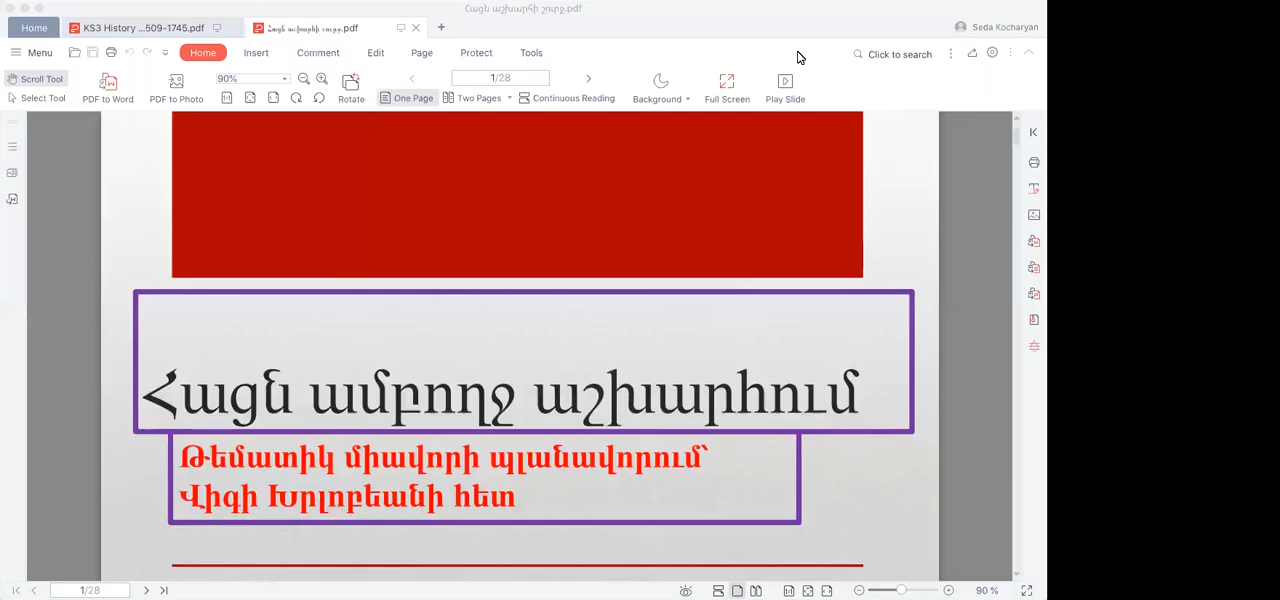 Հացն աշխարհի շուրջ.pdf
Home
KS3 History ...509-1745.pdf
Հացն աշխարհի շուրջ.pdf
Seda Kocharyan
Menu
Home
Insert
Comment
Edit
Page
Protect
Tools
Click to search
Scroll Tool
Select Tool
PDF to Word
PDF to Photo
90%
Rotate
1/28
One Page
Two Pages
Continuous Reading
Background
Full Screen
Play Slide
Հացն ամբողջ աշխարհում
Թեմատիկ միավորի պլանավորում՝
Վիգի Խրլոբեանի հետ
1/28
90 %